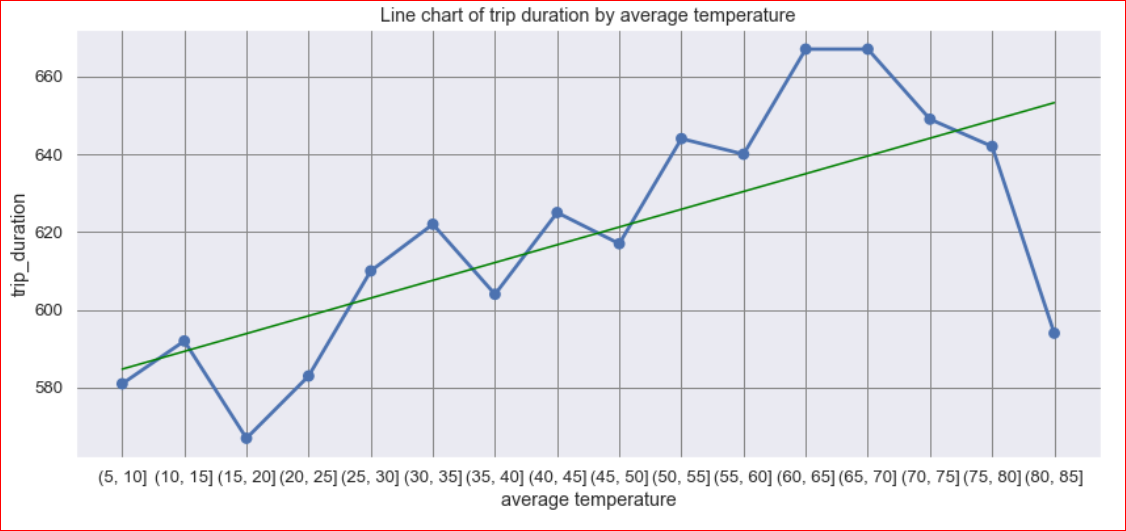 Line chart of trip duration by average temperature
trip_duration
660
640
620
600
580
(5, 10] (10, 15] (15, 20] (20, 25] (25, 30] (30, 35] (35, 40] (40, 45] (45, 50] (50, 55] (55, 60] (60, 65] (65, 70] (70, 75] (75, 80] (80, 85]
average temperature